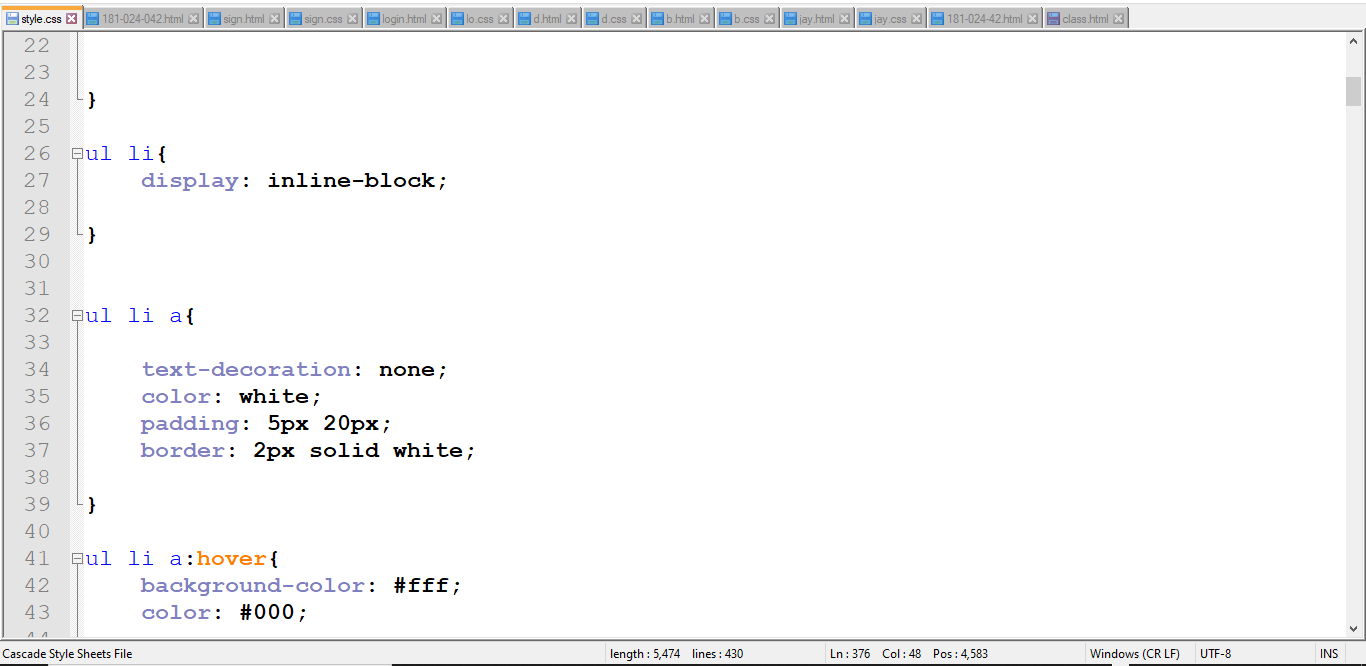 style.css 181-024-042.html sign.html sign.css login.html lo.css d.html d.css b.html b.css jay.html jay.css 181-024-42.html class.html
22
23
24 }
25
26 ul li{
27 display: inline-block;
28
29 }
30
31
32 ul li a{
33
34 text-decoration: none;
35 color: white;
36 padding: 5px 20px;
37 border: 2px solid white;
38
39 }
40
41 ul li a:hover{
42 background-color: #fff;
43 color: #000;
44
Cascade Style Sheets File length : 5,474 lines : 430 Ln : 376 Col : 48 Pos : 4,583 Windows (CR LF) UTF-8 INS